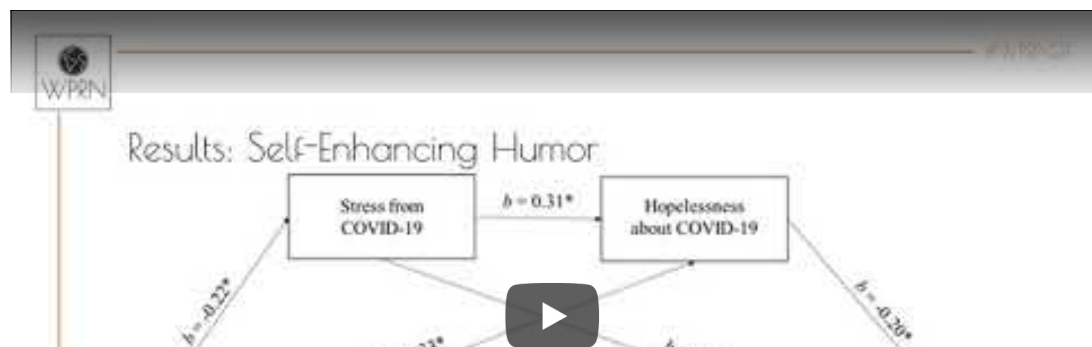 WPRN
Results: Self-Enhancing Humor
Stress from
COVID-19
b = 0.31*
Hopelessness
about COVID-19
b = -0.22*
b = -0.20*